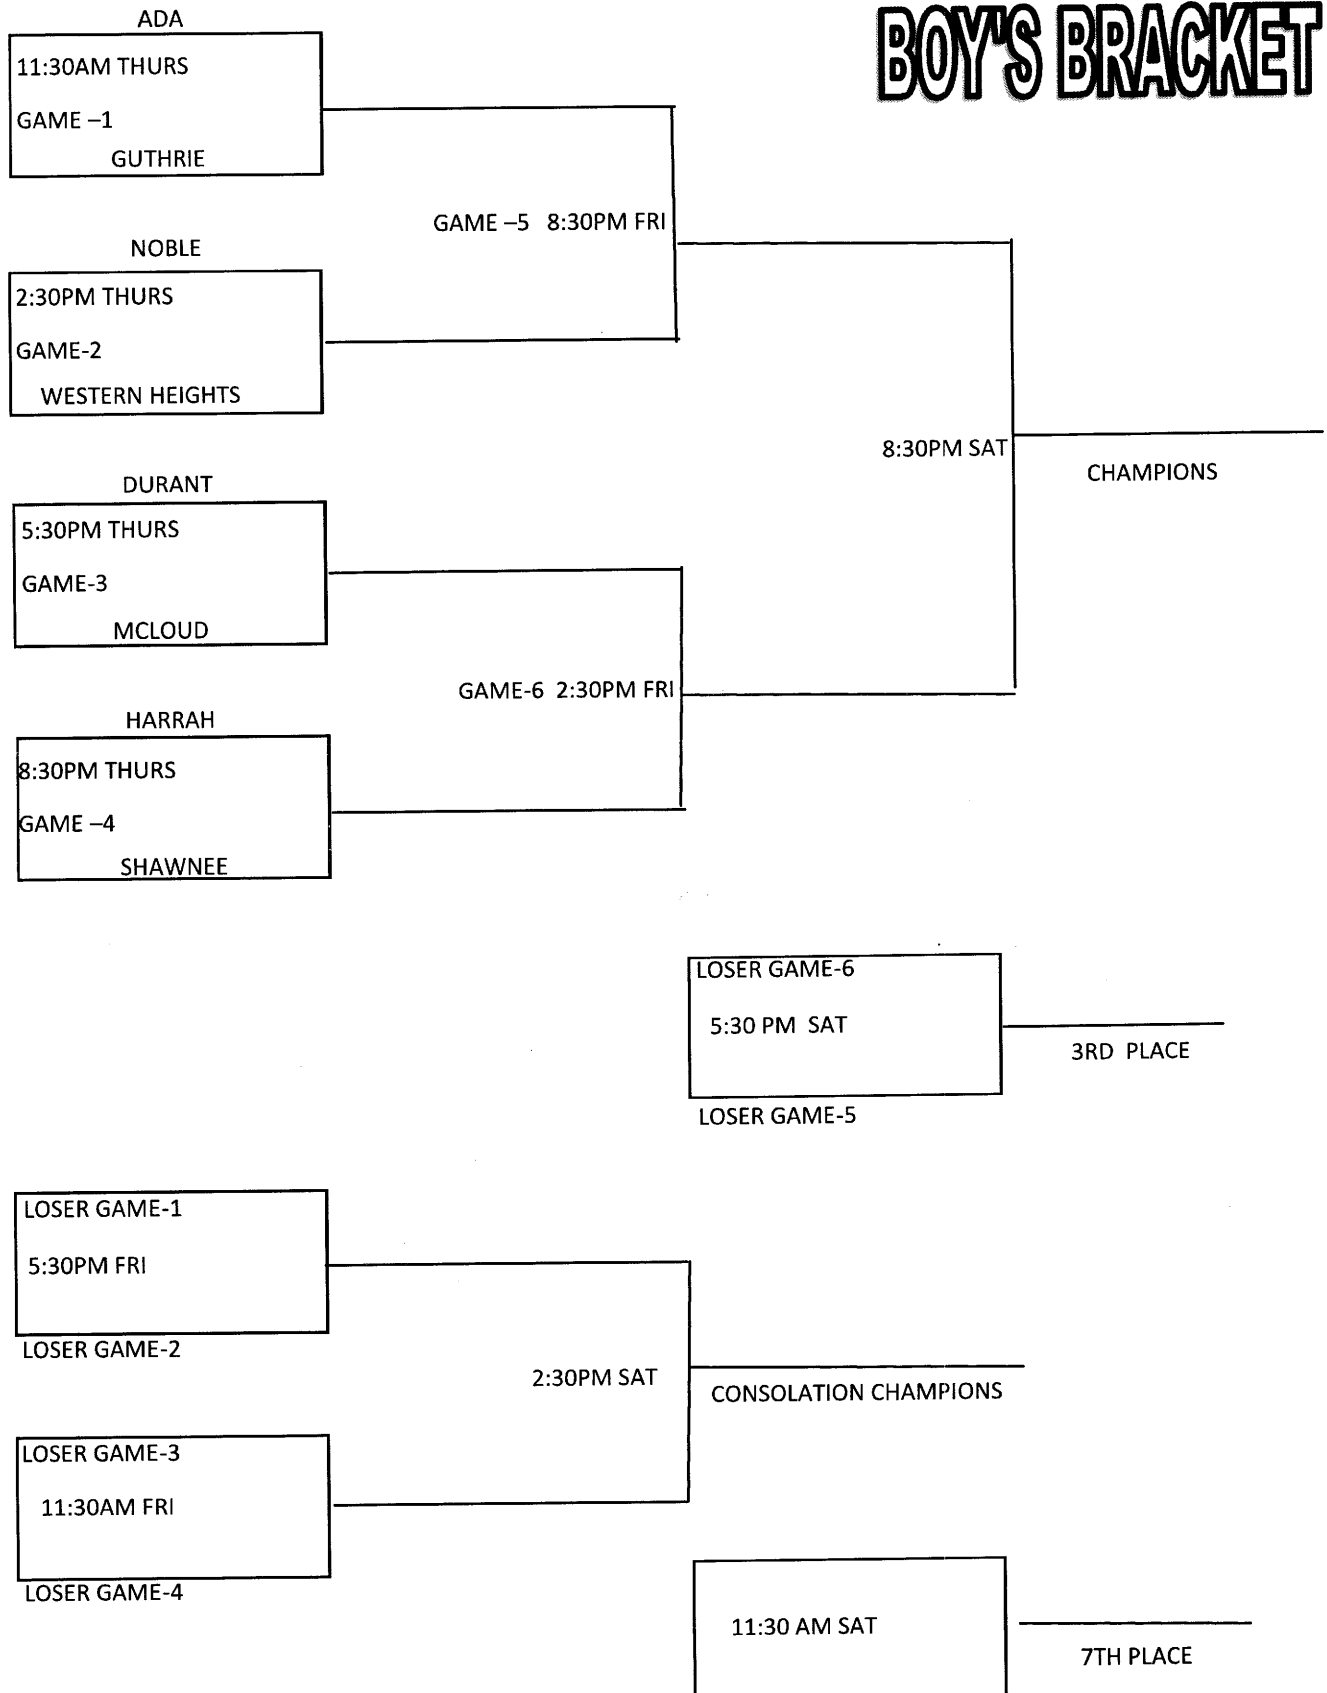 BOY'S BRACKET
ADA
11:30AM THURS
GAME –1
GUTHRIE
GAME –5 8:30PM FRI
NOBLE
2:30PM THURS
GAME-2
WESTERN HEIGHTS
8:30PM SAT
CHAMPIONS
DURANT
5:30PM THURS
GAME-3
MCLOUD
GAME-6 2:30PM FRI
HARRAH
8:30PM THURS
GAME –4
SHAWNEE
LOSER GAME-6
5:30 PM SAT
3RD PLACE
LOSER GAME-5
LOSER GAME-1
5:30PM FRI
LOSER GAME-2
2:30PM SAT
CONSOLATION CHAMPIONS
LOSER GAME-3
11:30AM FRI
LOSER GAME-4
11:30 AM SAT
7TH PLACE